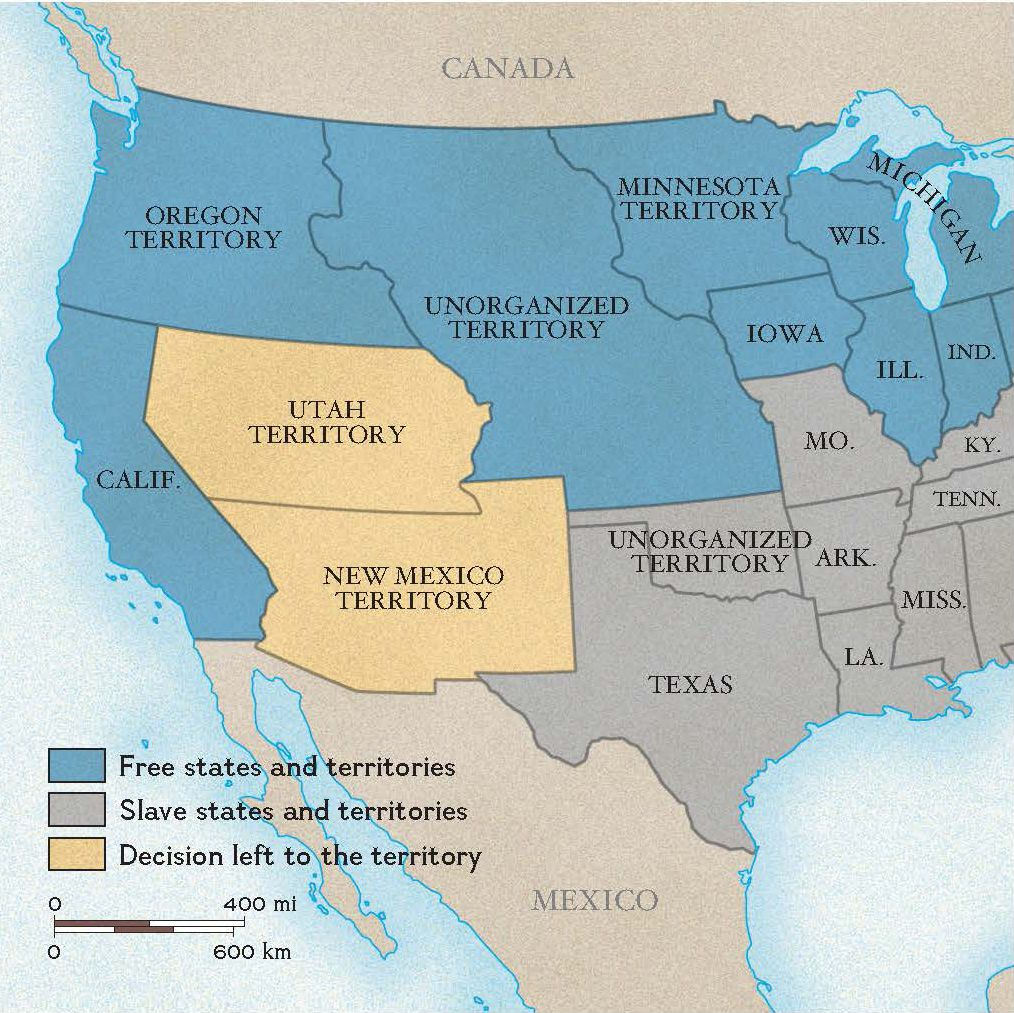 CANADA
OREGON
TERRITORY
UNORGANIZED
TERRITORY
MINNESOTA
TERRITORY
WIS.
MICHIGAN
IOWA
ILL.
IND.
UTAH
TERRITORY
CALIF.
MO.
KY.
TENN.
NEW MEXICO
TERRITORY
UNORGANIZED
TERRITORY
ARK.
MISS.
LA.
TEXAS
Free states and territories
Slave states and territories
Decision left to the territory
0 400 mi
0 600 km
MEXICO